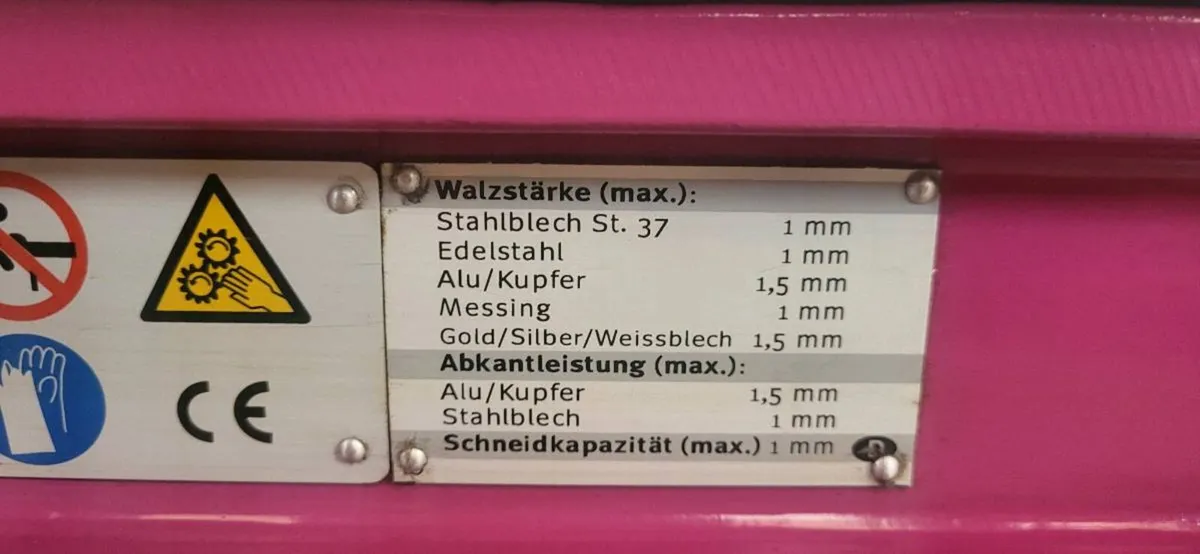 Walzstärke (max.):
Stahlblech St. 37 1 mm
Edelstahl 1 mm
Alu/Kupfer 1,5 mm
Messing 1 mm
Gold/Silber/Weissblech 1,5 mm
Abkantleistung (max.):
Alu/Kupfer 1,5 mm
Stahlblech 1 mm
Schneidkapazität (max.) 1 mm
CE